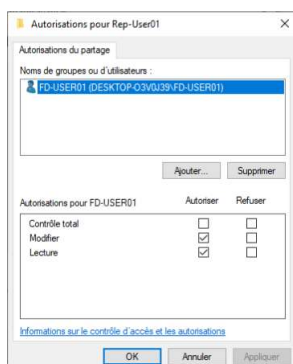 Autorisations pour Rep-User01
Autorisations du partage
Noms de groupes ou d'utilisateurs :
FD-USER01 (DESKTOP-O3V0J39\FD-USER01)
Ajouter... Supprimer
Autorisations pour FD-USER01 Autoriser Refuser
Contrôle total
Modifier
Lecture
Informations sur le contrôle d'accès et les autorisations
OK Annuler Appliquer